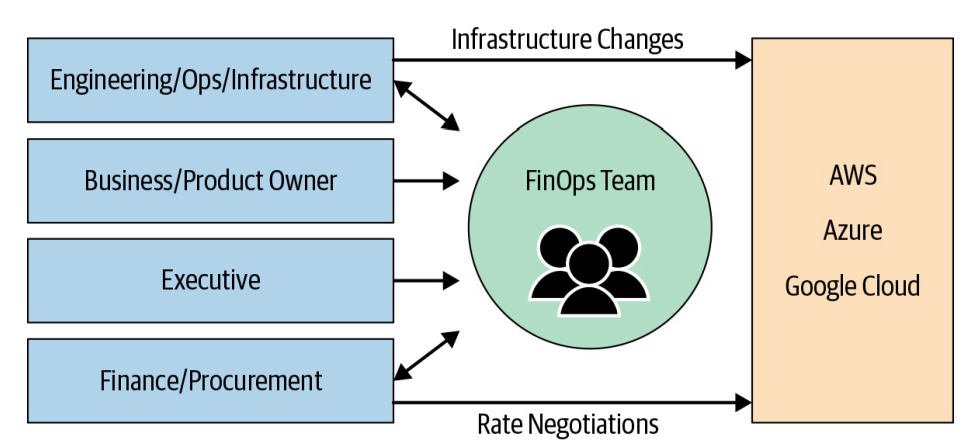 Infrastructure Changes
Engineering/Ops/Infrastructure
Business/Product Owner
Executive
Finance/Procurement
FinOps Team
AWS
Azure
Google Cloud
Rate Negotiations